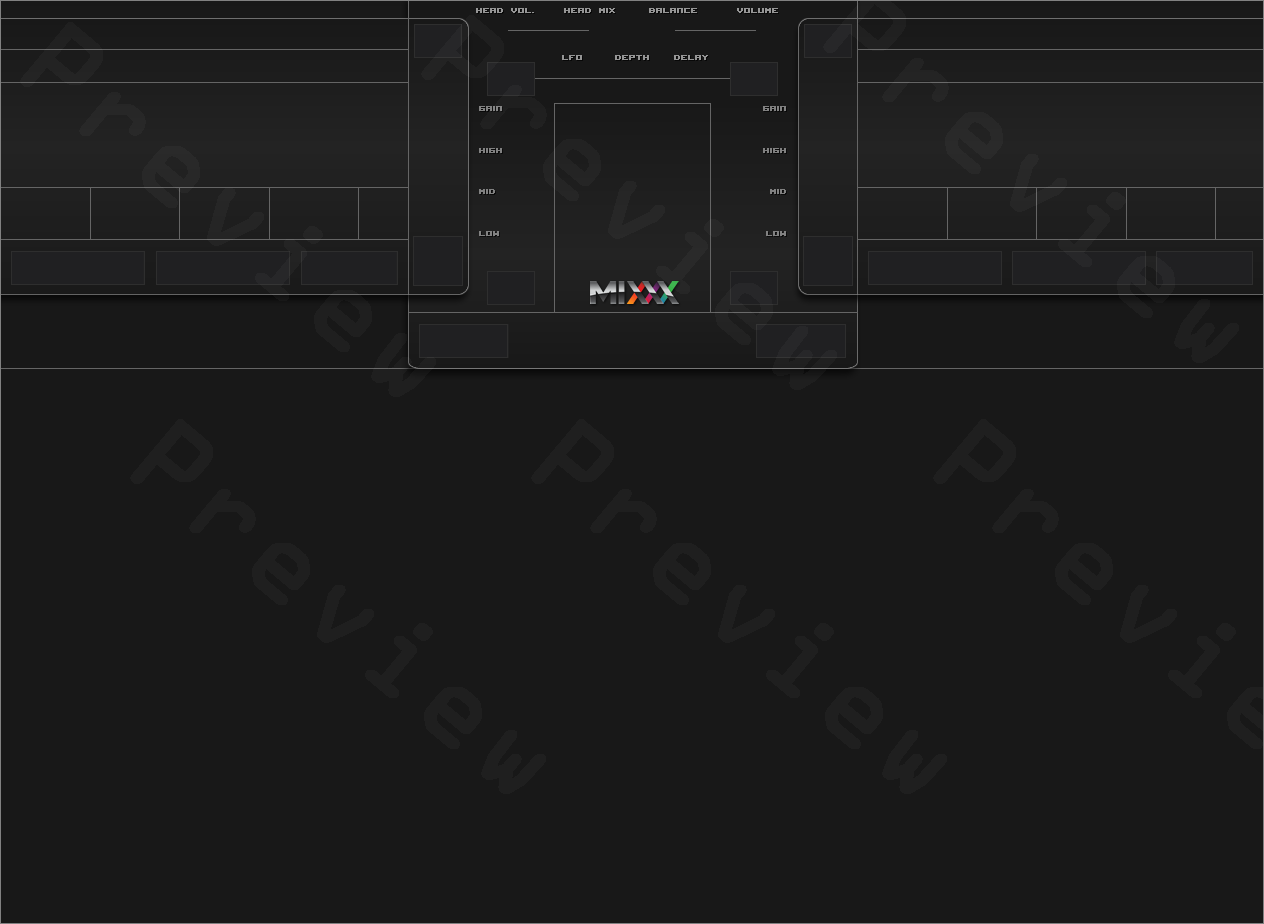 HEAD VOL. HEAD MIX BALANCE VOLUME
LFO DEPTH DELAY
GAIN GAIN
HIGH HIGH
MID MID
LOW LOW
MIXXX
Preview Preview Preview
Preview Preview Preview